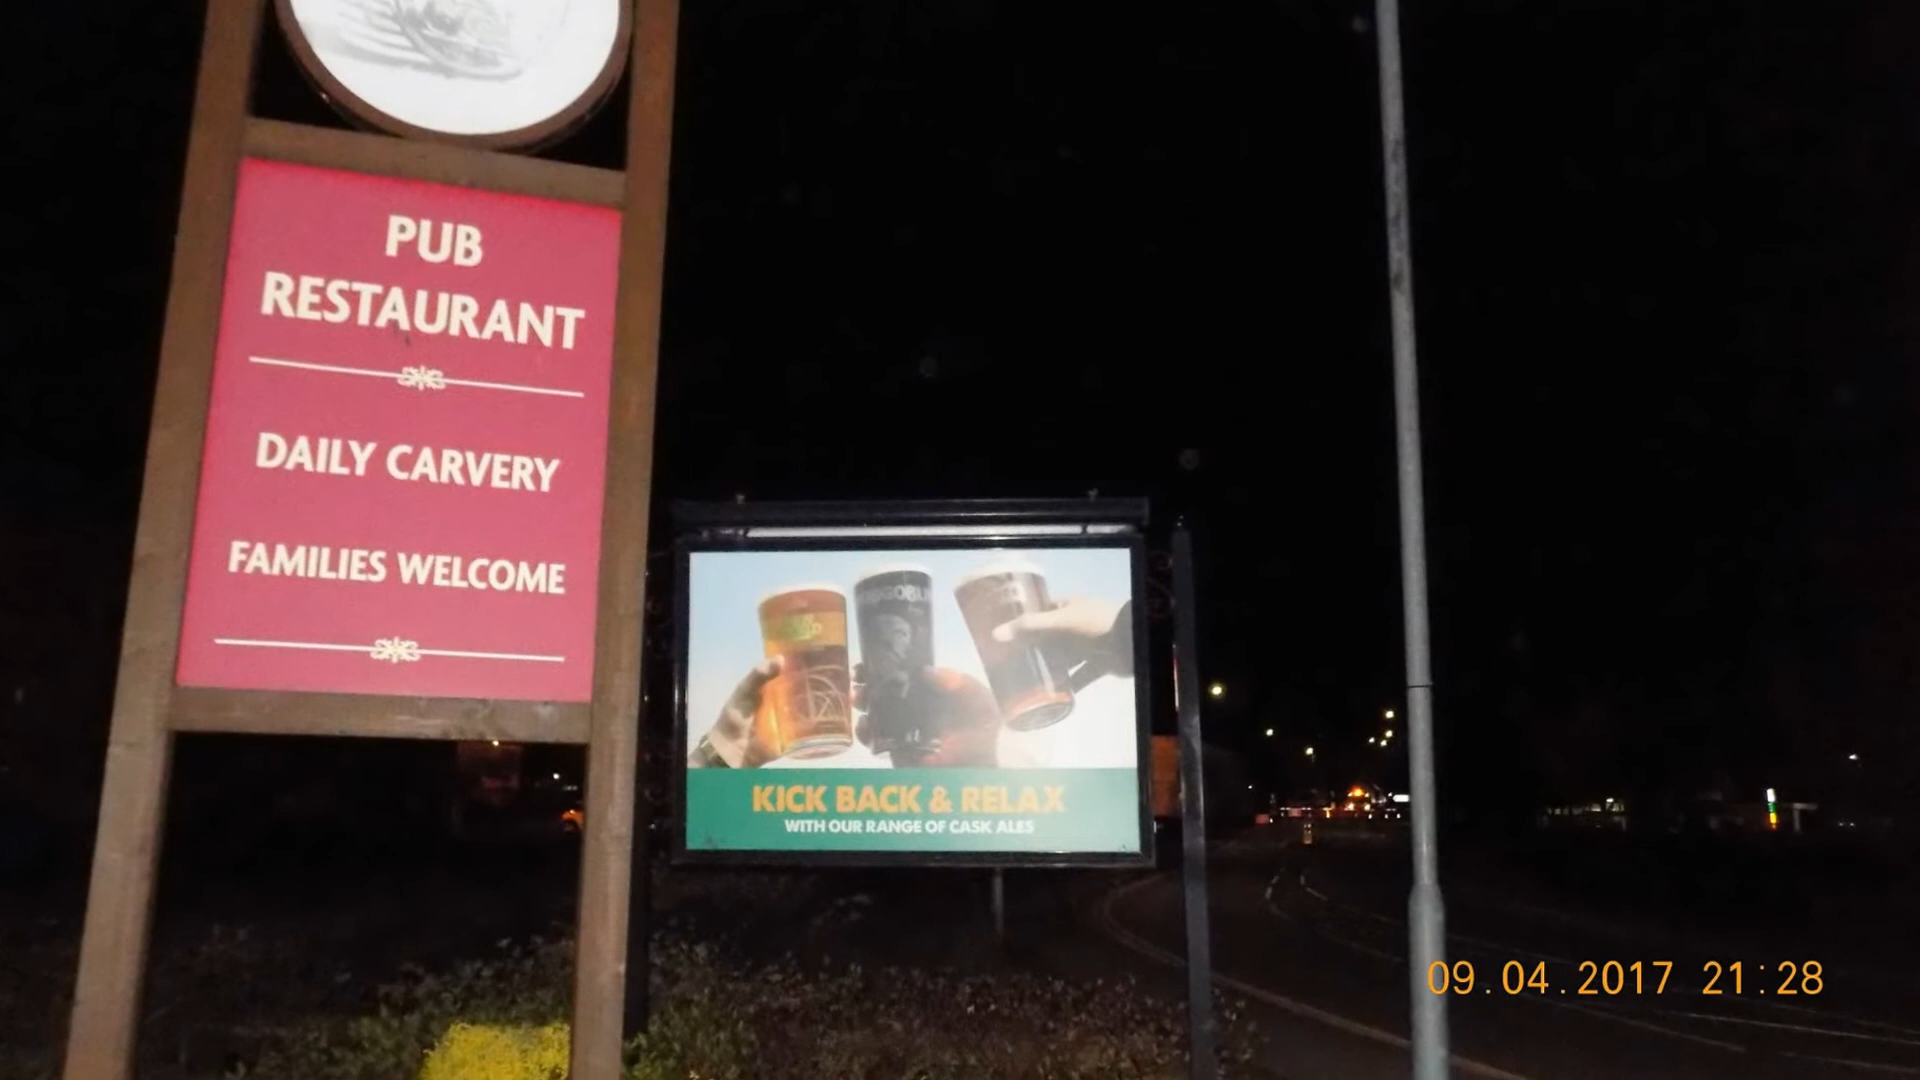 PUB
RESTAURANT
DAILY CARVERY
FAMILIES WELCOME
KICK BACK & RELAX
WITH OUR RANGE OF CASK ALES
09.04.2017 21:28